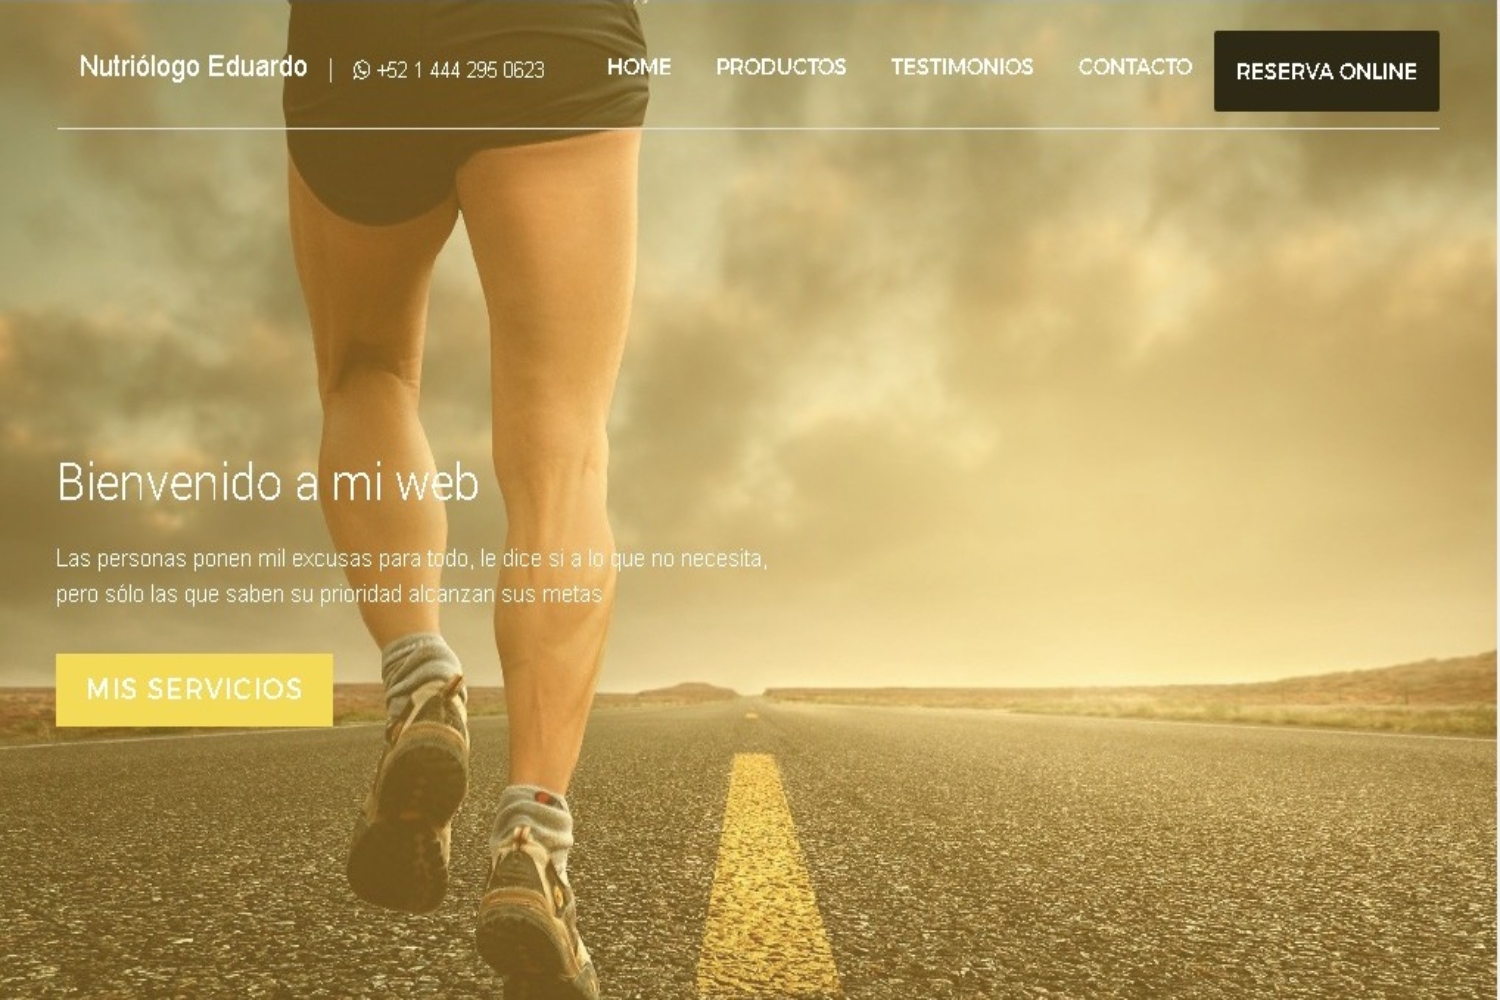 Nutriólogo Eduardo | +52 1 444 295 0623 HOME PRODUCTOS TESTIMONIOS CONTACTO RESERVA ONLINE
Bienvenido a mi web
Las personas ponen mil excusas para todo, le dice si a lo que no necesita,
pero sólo las que saben su prioridad alcanzan sus metas
MIS SERVICIOS